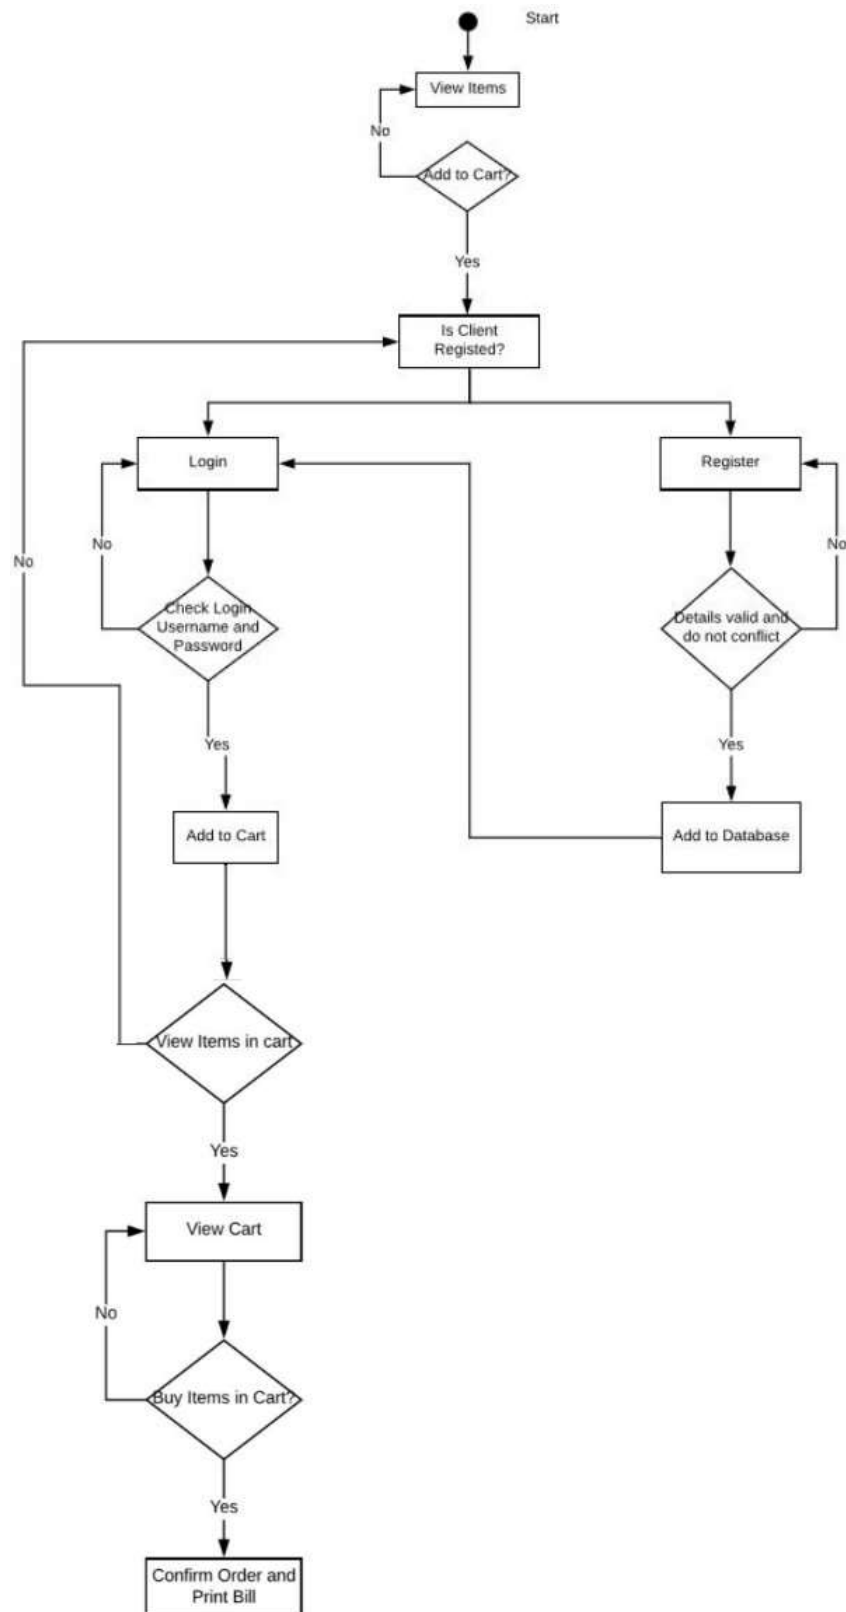 Start
View Items
No
Add to Cart?
Yes
Is Client
Registed?
Login
Register
No
No
No
Check Login
Username and
Password
Details valid and
do not conflict
Yes
Yes
Add to Cart
Add to Database
View Items in cart
Yes
View Cart
No
Buy Items in Cart?
Yes
Confirm Order and
Print Bill